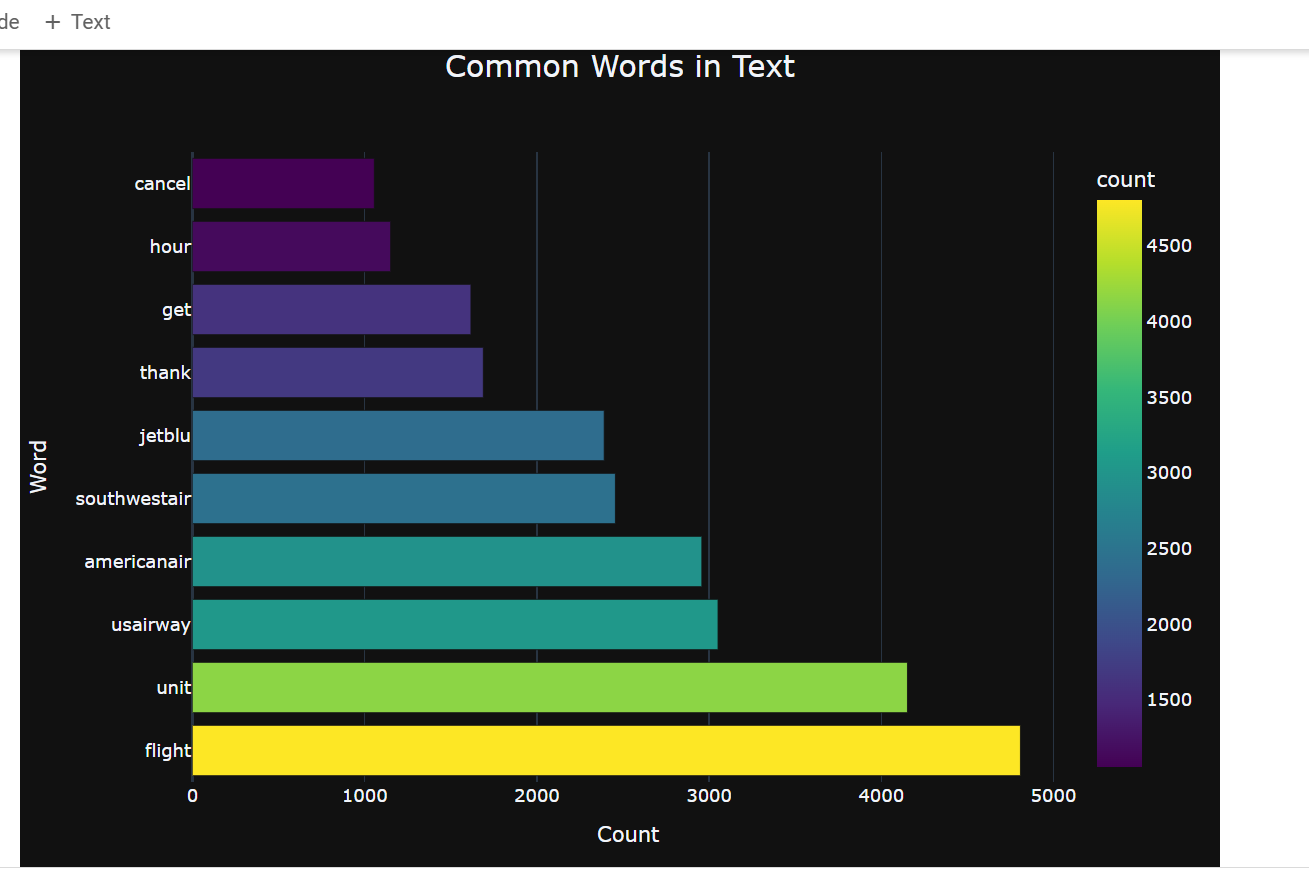 de + Text
Common Words in Text
count
cancel
hour
get
thank
jetblu
southwestair
americanair
usairway
unit
flight
Word
4500
4000
3500
3000
2500
2000
1500
0 1000 2000 3000 4000 5000
Count